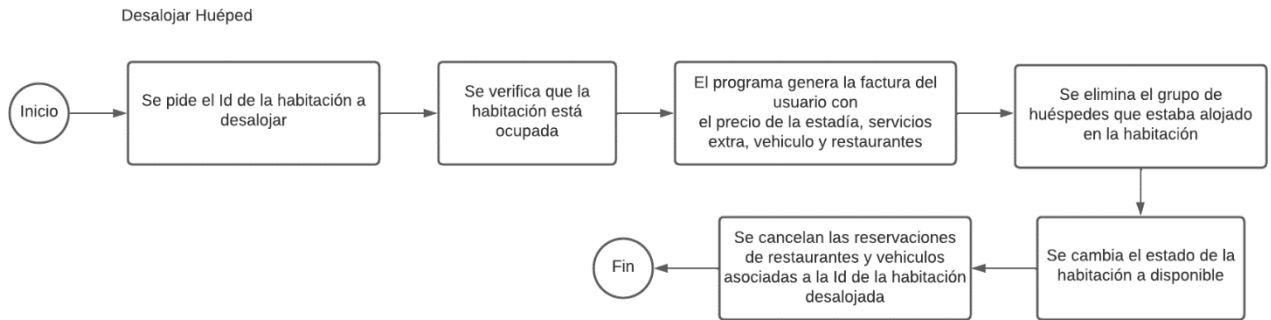 Desalojar Huéped
Inicio
Se pide el Id de la habitación a
desalojar
Se verifica que la
habitación está
ocupada
El programa genera la factura del
usuario con
el precio de la estadía, servicios
extra, vehiculo y restaurantes
Se elimina el grupo de
huéspedes que estaba alojado
en la habitación
Se cambia el estado de la
habitación a disponible
Se cancelan las reservaciones
de restaurantes y vehiculos
asociadas a la Id de la habitación
desalojada
Fin